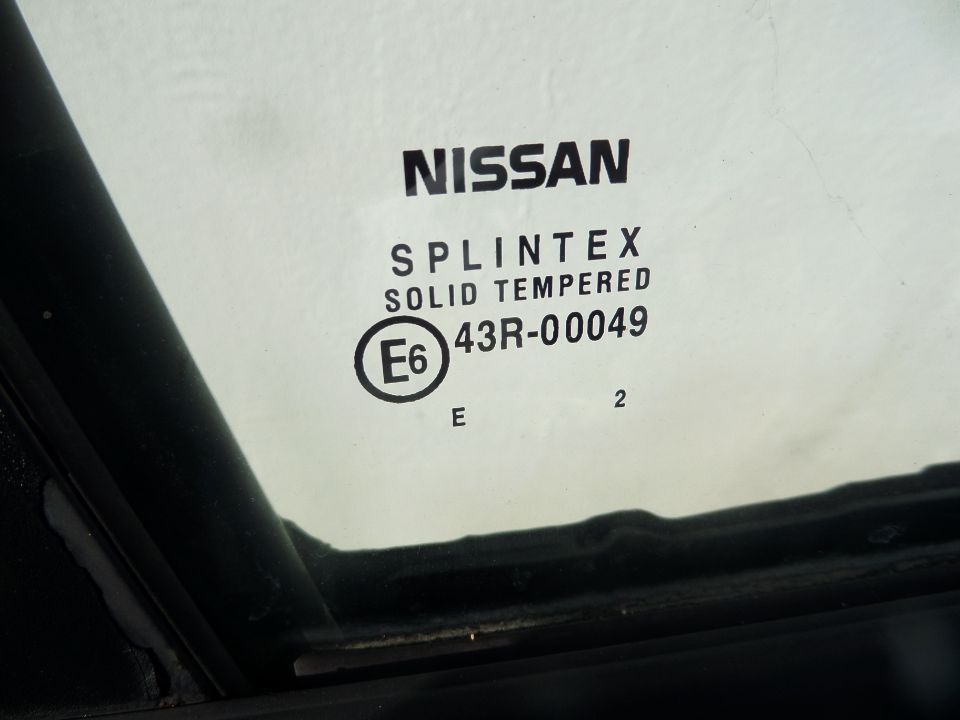 NISSAN
SPLINTEX
SOLID TEMPERED
E6 43R-00049
E 2